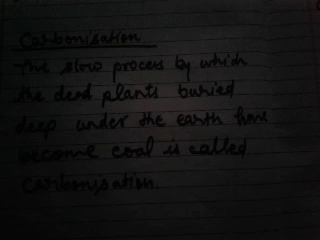 Carbonisation
The slow process by which
the dead plants buried
deep under the earth have
become coal is called
Carbonisation.